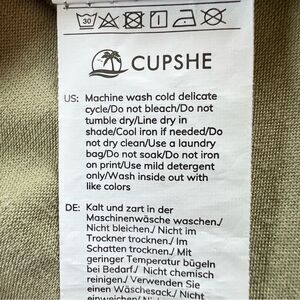 30
CUPSHE
US: Machine wash cold delicate
cycle/Do not bleach/Do not
tumble dry/Line dry in
shade/Cool iron if needed/Do
not dry clean/Use a laundry
bag/Do not soak/Do not iron
on print/Use mild detergent
only/Wash inside out with
like colors
DE: Kalt und zart in der
Maschinenwäsche waschen./
Nicht bleichen./ Nicht im
Trockner trocknen./ Im
Schatten trocknen./ Mit
geringer Temperatur bügeln
bei Bedarf./ Nicht chemisch
reinigen./ Verwenden Sie
einen Wäschesack./ Nicht
einweichen./ Nicht